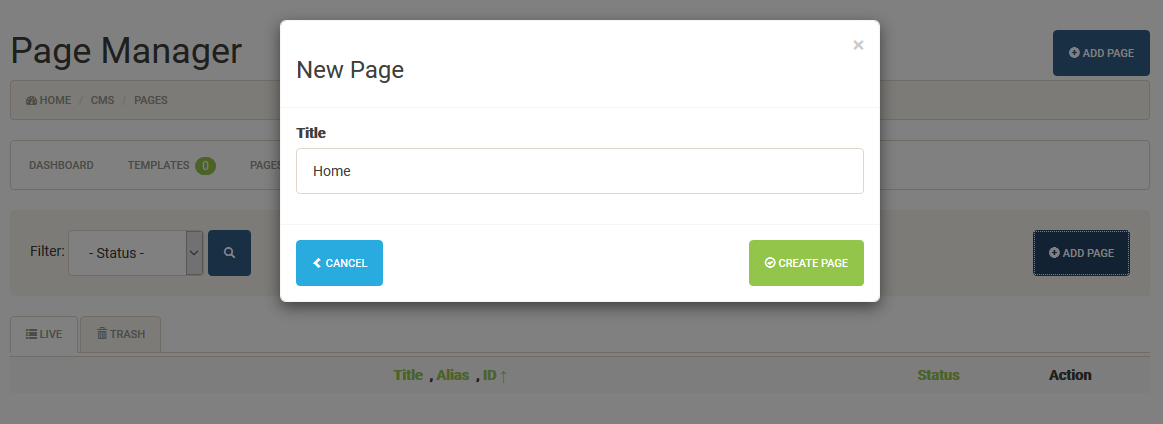 Page Manager
ADD PAGE
HOME / CMS / PAGES
DASHBOARD TEMPLATES 0 PAGES
Filter: - Status -
ADD PAGE
LIVE TRASH
Title , Alias , ID ↑ Status Action
×
New Page
Title
Home
CANCEL CREATE PAGE